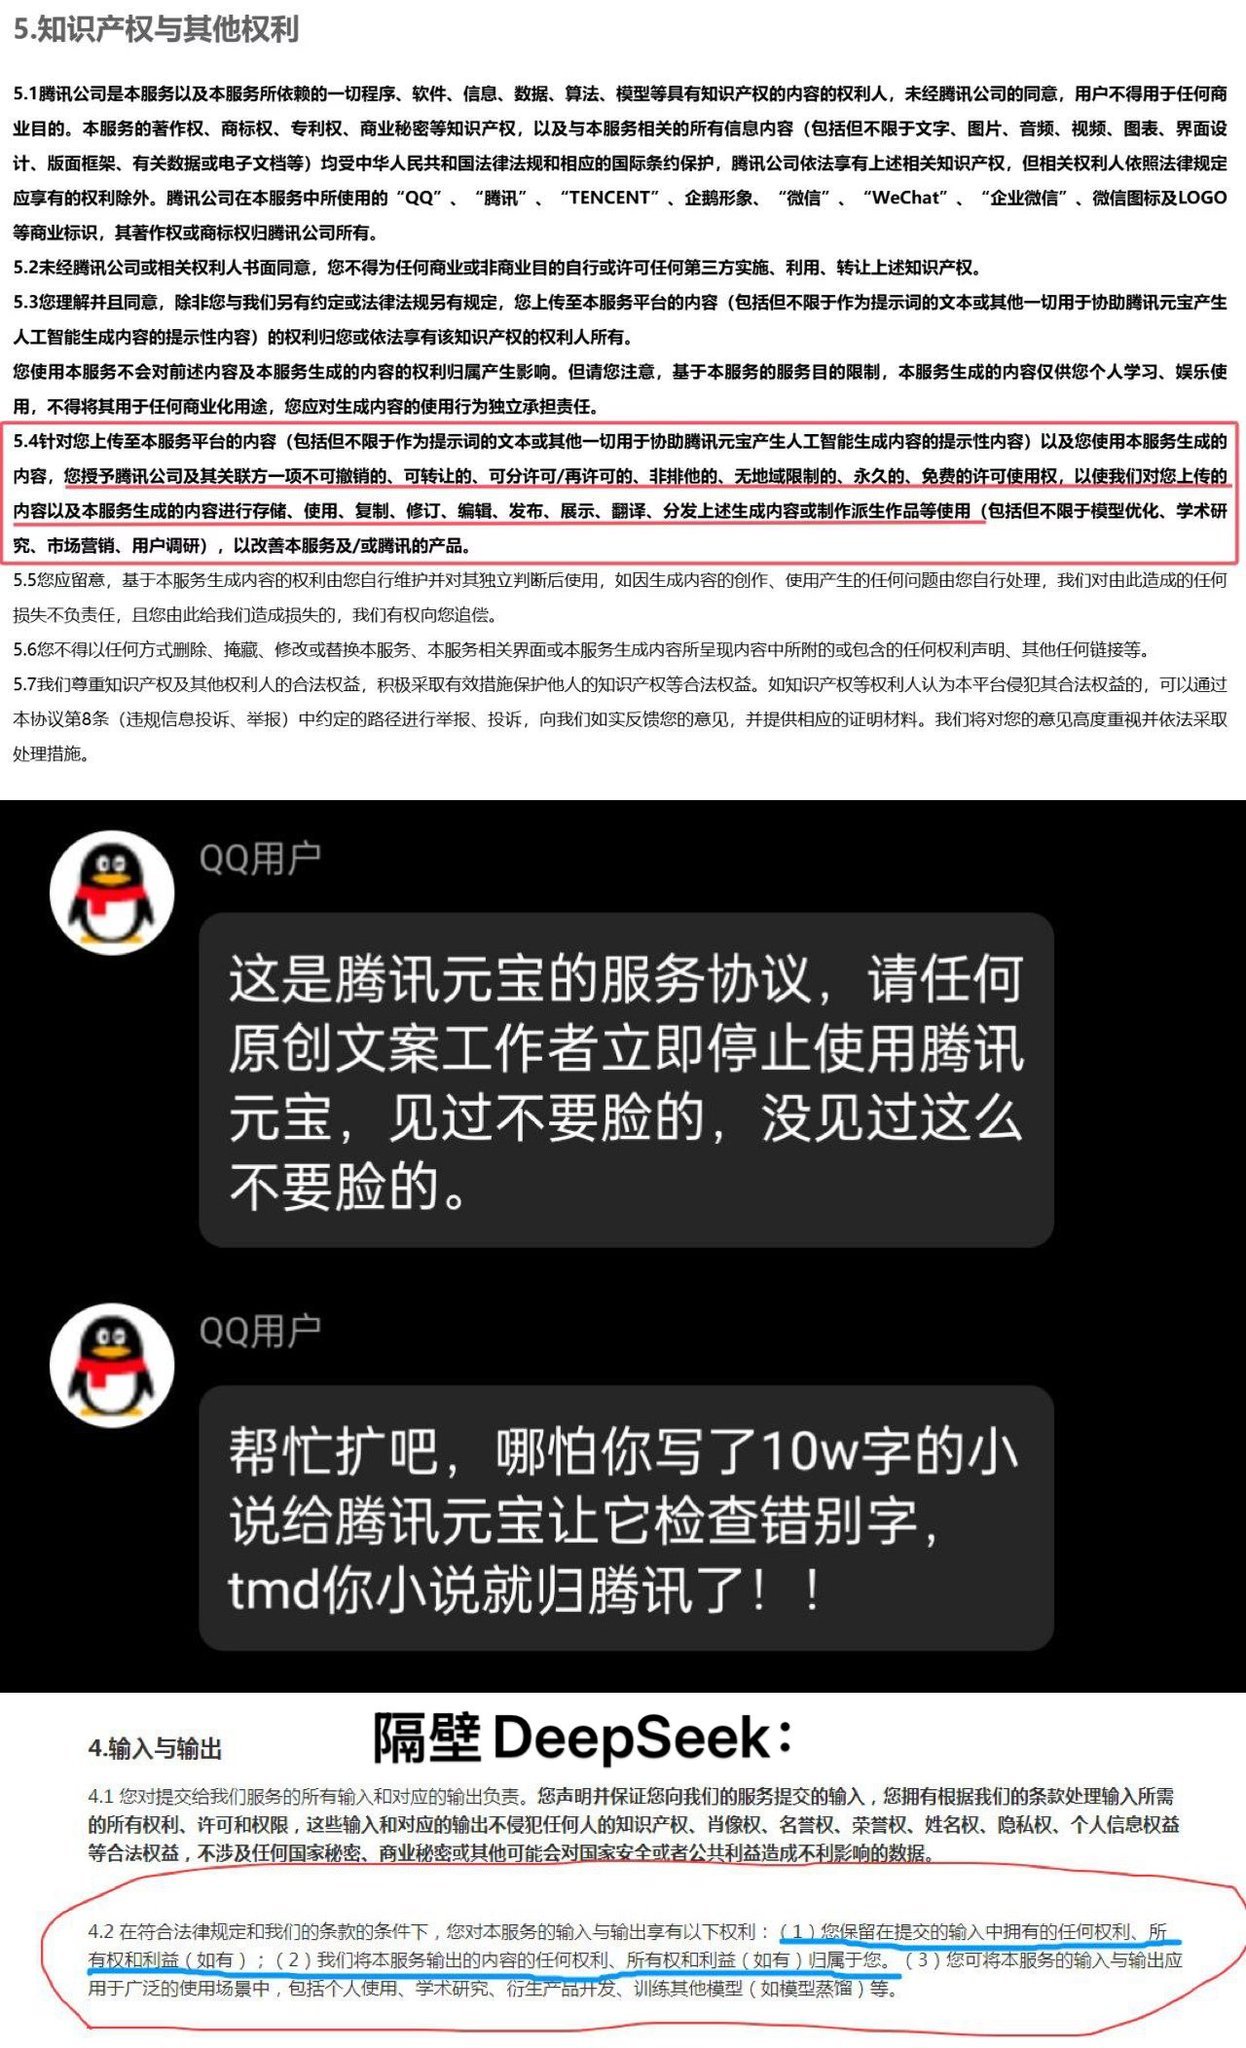 5.知识产权与其他权利
5.1腾讯公司是本服务以及本服务所依赖的一切程序、软件、信息、数据、算法、模型等具有知识产权的内容的权利人，未经腾讯公司的同意，用户不得用于任何商
业目的。本服务的著作权、商标权、专利权、商业秘密等知识产权，以及与本服务相关的所有信息内容（包括但不限于文字、图片、音频、视频、图表、界面设
计、版面框架、有关数据或电子文档等）均受中华人民共和国法律法规和相应的国际条约保护，腾讯公司依法享有上述相关知识产权，但相关权利人依照法律规定
应享有的权利除外。腾讯公司在本服务中所使用的“QQ”、“腾讯”、“TENCENT”、企鹅形象、“微信”、“WeChat”、“企业微信”、微信图标及LOGO
等商业标识，其著作权或商标权归腾讯公司所有。
5.2未经腾讯公司或相关权利人书面同意，您不得为任何商业或非商业目的自行或许可任何第三方实施、利用、转让上述知识产权。
5.3您理解并且同意，除非您与我们另有约定或法律法规另有规定，您上传至本服务平台的内容（包括但不限于作为提示词的文本或其他一切用于协助腾讯元宝产生
人工智能生成内容的提示性内容）的权利归您或依法享有该知识产权的权利人所有。
您使用本服务不会对前述内容及本服务生成的内容的权利归属产生影响。但请您注意，基于本服务的服务目的限制，本服务生成的内容仅供您个人学习、娱乐使
用，不得将其用于任何商业化用途，您应对生成内容的使用行为独立承担责任。
5.4针对您上传至本服务平台的内容（包括但不限于作为提示词的文本或其他一切用于协助腾讯元宝产生人工智能生成内容的提示性内容）以及您使用本服务生成的
内容，您授予腾讯公司及其关联方一项不可撤销的、可转让的、可分许可/再许可的、非排他的、无地域限制的、永久的、免费的许可使用权，以使我们对您上传的
内容以及本服务生成的内容进行存储、使用、复制、修订、编辑、发布、展示、翻译、分发上述生成内容或制作派生作品等使用（包括但不限于模型优化、学术研
究、市场营销、用户调研），以改善本服务及/或腾讯的产品。
5.5您应留意，基于本服务生成内容的权利由您自行维护并对其独立判断后使用，如因生成内容的创作、使用产生的任何问题由您自行处理，我们对由此造成的任何
损失不负责任，且您由此给我们造成损失的，我们有权向您追偿。
5.6您不得以任何方式删除、掩藏、修改或替换本服务、本服务相关界面或本服务生成内容所呈现内容中所附的或包含的任何权利声明、其他任何链接等。
5.7我们尊重知识产权及其他权利人的合法权益，积极采取有效措施保护他人的知识产权等合法权益。如知识产权等权利人认为本平台侵犯其合法权益的，可以通过
本协议第8条（违规信息投诉、举报）中约定的路径进行举报、投诉，向我们如实反馈您的意见，并提供相应的证明材料。我们将对您的意见高度重视并依法采取
处理措施。
QQ用户
这是腾讯元宝的服务协议，请任何
原创文案工作者立即停止使用腾讯
元宝，见过不要脸的，没见过这么
不要脸的。
QQ用户
帮忙扩吧，哪怕你写了10w字的小
说给腾讯元宝让它检查错别字，
tmd你小说就归腾讯了！！
隔壁DeepSeek：
4.输入与输出
4.1 您对提交给我们服务的所有输入和对应的输出负责。您声明并保证您向我们的服务提交的输入，您拥有根据我们的条款处理输入所需
的所有权利、许可和权限，这些输入和对应的输出不侵犯任何人的知识产权、肖像权、名誉权、荣誉权、姓名权、隐私权、个人信息权益
等合法权益，不涉及任何国家秘密、商业秘密或其他可能会对国家安全或者公共利益造成不利影响的数据。
4.2 在符合法律规定和我们的条款的条件下，您对本服务的输入与输出享有以下权利：（1）您保留在提交的输入中拥有的任何权利、所
有权和利益（如有）；（2）我们将本服务输出的内容的任何权利、所有权和利益（如有）归属于您。（3）您可将本服务的输入与输出应
用于广泛的使用场景中，包括个人使用、学术研究、衍生产品开发、训练其他模型（如模型蒸馏）等。